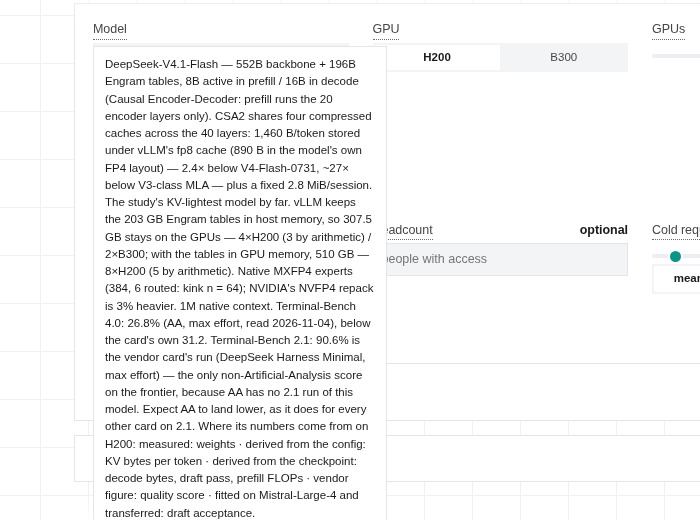 Model
GPU
GPUs
H200
B300
DeepSeek-V4.1-Flash — 552B backbone + 196B
Engram tables, 8B active in prefill / 16B in decode
(Causal Encoder-Decoder: prefill runs the 20
encoder layers only). CSA2 shares four compressed
caches across the 40 layers: 1,460 B/token stored
under vLLM's fp8 cache (890 B in the model's own
FP4 layout) — 2.4× below V4-Flash-0731, ~27×
below V3-class MLA — plus a fixed 2.8 MiB/session.
The study's KV-lightest model by far. vLLM keeps
the 203 GB Engram tables in host memory, so 307.5
GB stays on the GPUs — 4×H200 (3 by arithmetic) /
2×B300; with the tables in GPU memory, 510 GB —
8×H200 (5 by arithmetic). Native MXFP4 experts
(384, 6 routed: kink n = 64); NVIDIA's NVFP4 repack
is 3% heavier. 1M native context. Terminal-Bench
4.0: 26.8% (AA, max effort, read 2026-11-04), below
the card's own 31.2. Terminal-Bench 2.1: 90.6% is
the vendor card's run (DeepSeek Harness Minimal,
max effort) — the only non-Artificial-Analysis score
on the frontier, because AA has no 2.1 run of this
model. Expect AA to land lower, as it does for every
other card on 2.1. Where its numbers come from on
H200: measured: weights · derived from the config:
KV bytes per token · derived from the checkpoint:
decode bytes, draft pass, prefill FLOPs · vendor
figure: quality score · fitted on Mistral-Large-4 and
transferred: draft acceptance.
eadcount
optional
people with access
Cold requ
mean